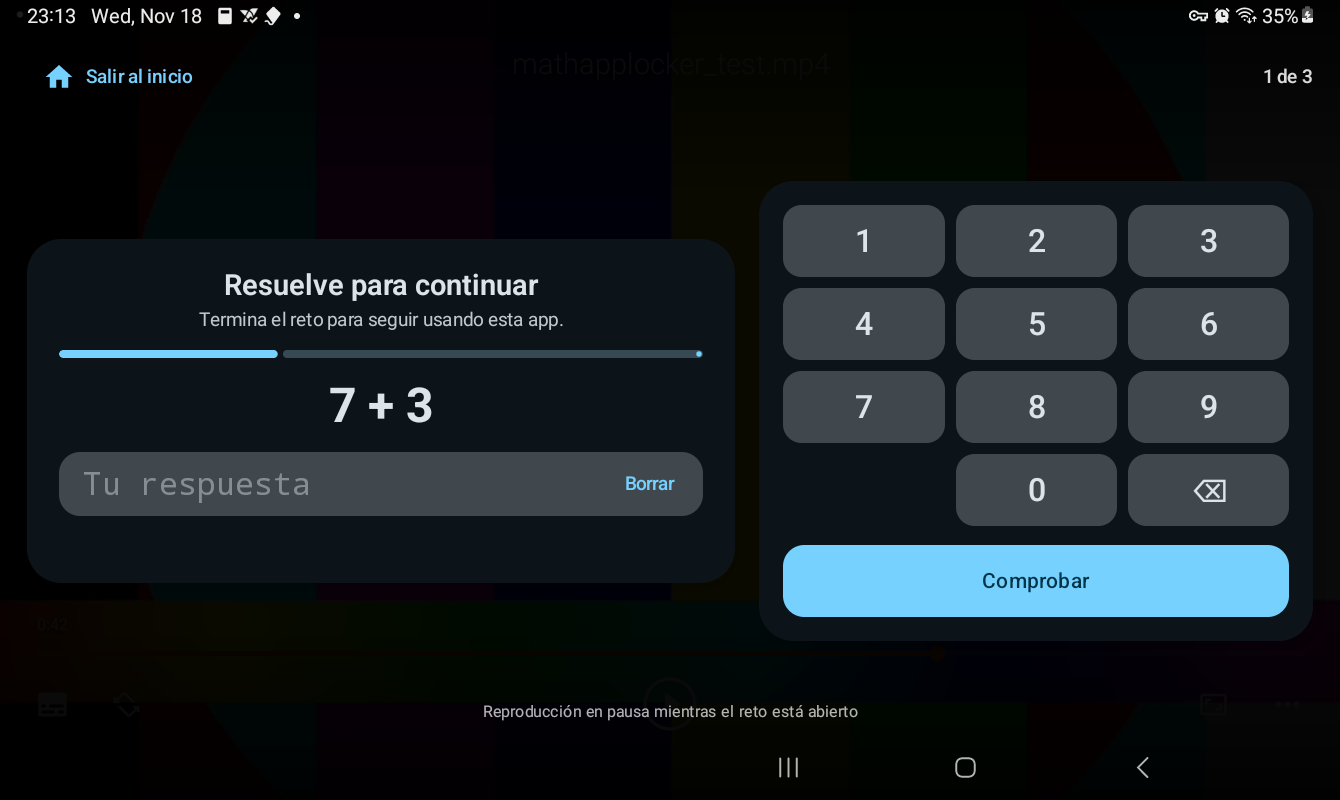 23:13 Wed, Nov 18 35%
mathapplocker_test.mp4
Salir al inicio
1 de 3
Resuelve para continuar
Termina el reto para seguir usando esta app.
7 + 3
Tu respuesta
Borrar
1 2 3
4 5 6
7 8 9
0
Comprobar
0:42
Reproducción en pausa mientras el reto está abierto